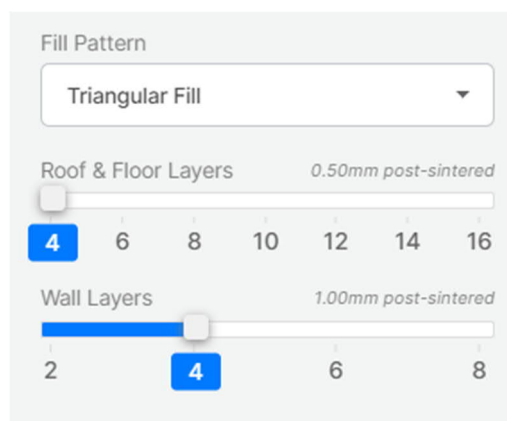 Fill Pattern
Triangular Fill
Roof & Floor Layers 0.50mm post-sintered
4 6 8 10 12 14 16
Wall Layers 1.00mm post-sintered
2 4 6 8